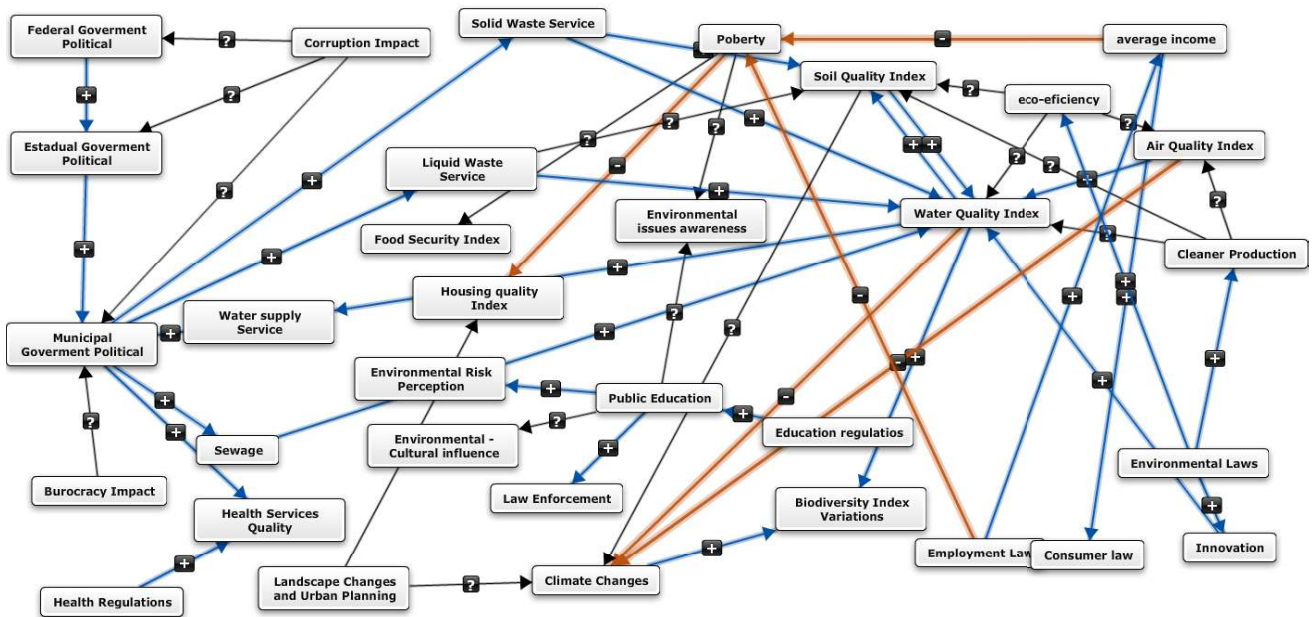 Federal Goverment
Political
Corruption Impact
Solid Waste Service
Poberty
average income
Soil Quality Index
eco-eficiency
Estadual Goverment
Political
Liquid Waste
Service
Air Quality Index
Environmental
issues awareness
Water Quality Index
Food Security Index
Cleaner Production
Housing quality
Index
Water supply
Service
Municipal
Goverment Political
Environmental Risk
Perception
Public Education
Education regulatios
Environmental -
Cultural influence
Sewage
Burocracy Impact
Law Enforcement
Environmental Laws
Health Services
Quality
Biodiversity Index
Variations
Employment Law
Consumer law
Innovation
Health Regulations
Landscape Changes
and Urban Planning
Climate Changes